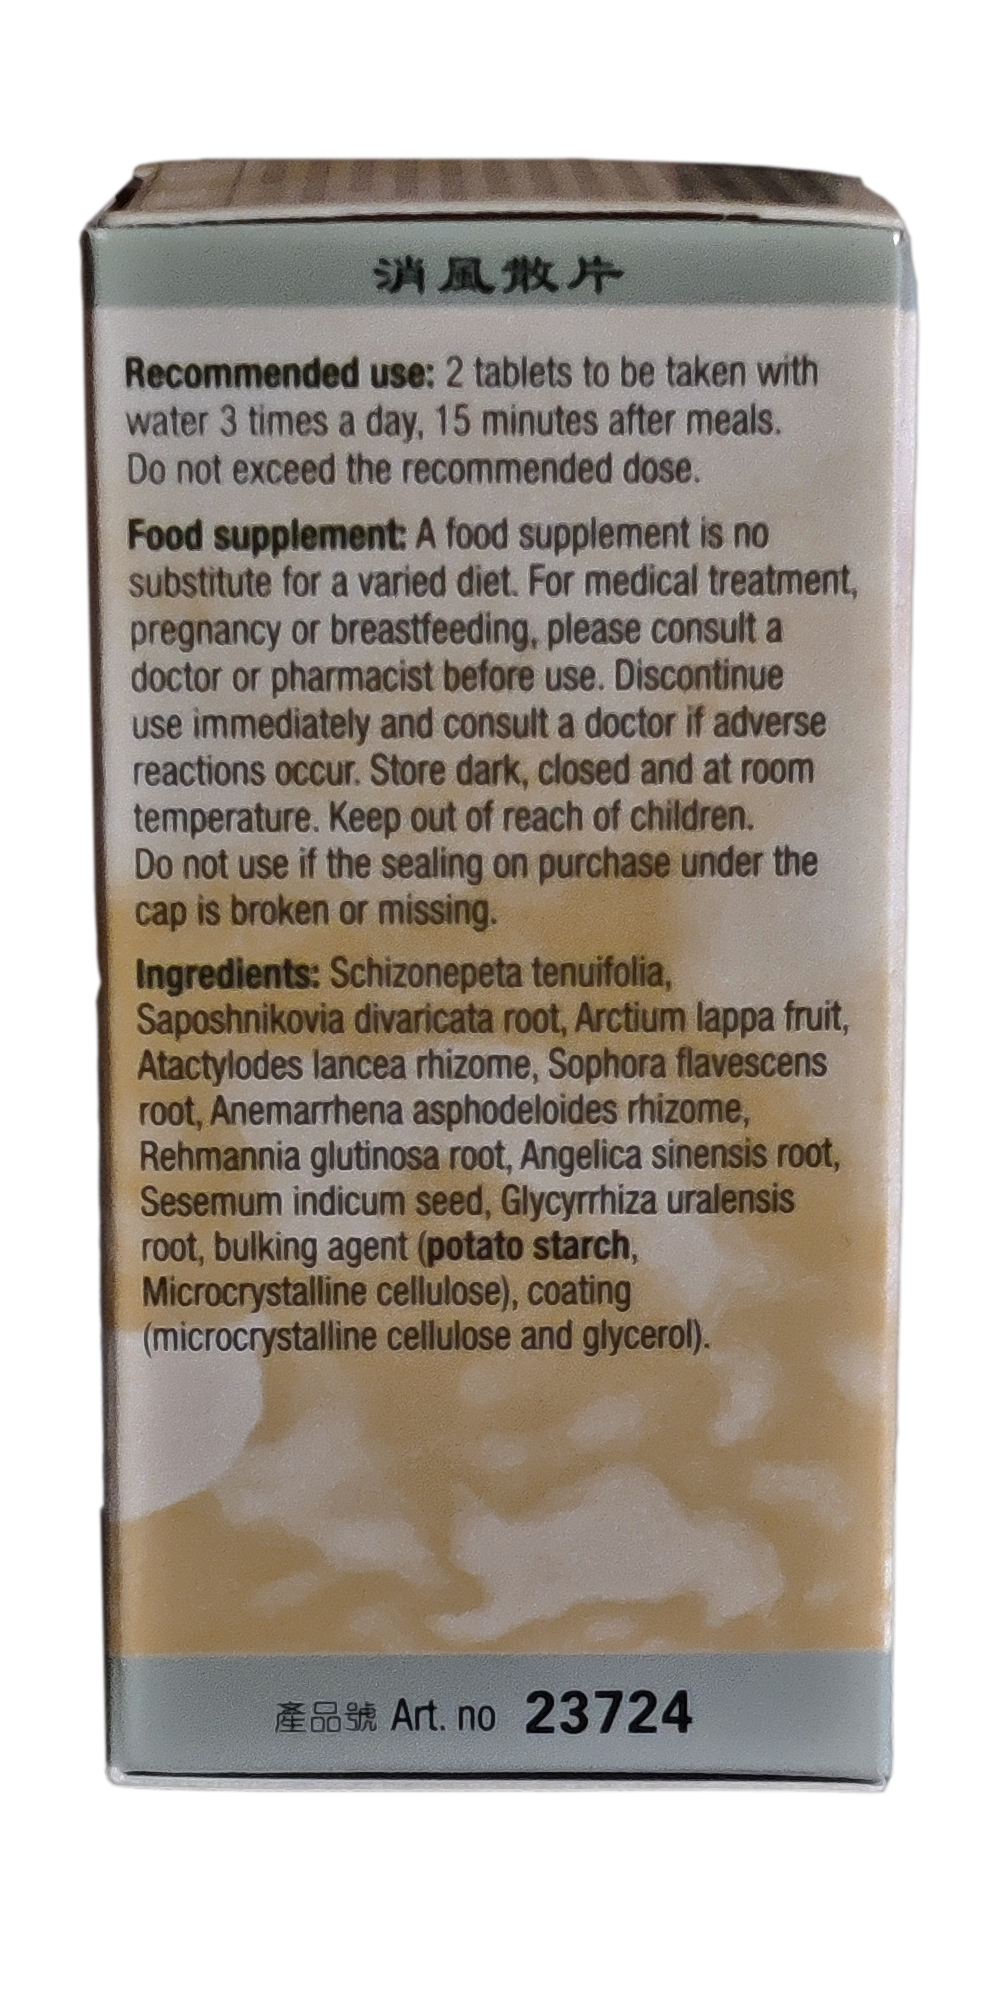 消風散片
Recommended use: 2 tablets to be taken with
water 3 times a day, 15 minutes after meals.
Do not exceed the recommended dose.
Food supplement: A food supplement is no
substitute for a varied diet. For medical treatment,
pregnancy or breastfeeding, please consult a
doctor or pharmacist before use. Discontinue
use immediately and consult a doctor if adverse
reactions occur. Store dark, closed and at room
temperature. Keep out of reach of children.
Do not use if the sealing on purchase under the
cap is broken or missing.
Ingredients: Schizonepeta tenuifolia,
Saposhnikovia divaricata root, Arctium lappa fruit,
Atactylodes lancea rhizome, Sophora flavescens
root, Anemarrhena asphodeloides rhizome,
Rehmannia glutinosa root, Angelica sinensis root,
Sesemum indicum seed, Glycyrrhiza uralensis
root, bulking agent (potato starch,
Microcrystalline cellulose), coating
(microcrystalline cellulose and glycerol).
產品號 Art. no 23724